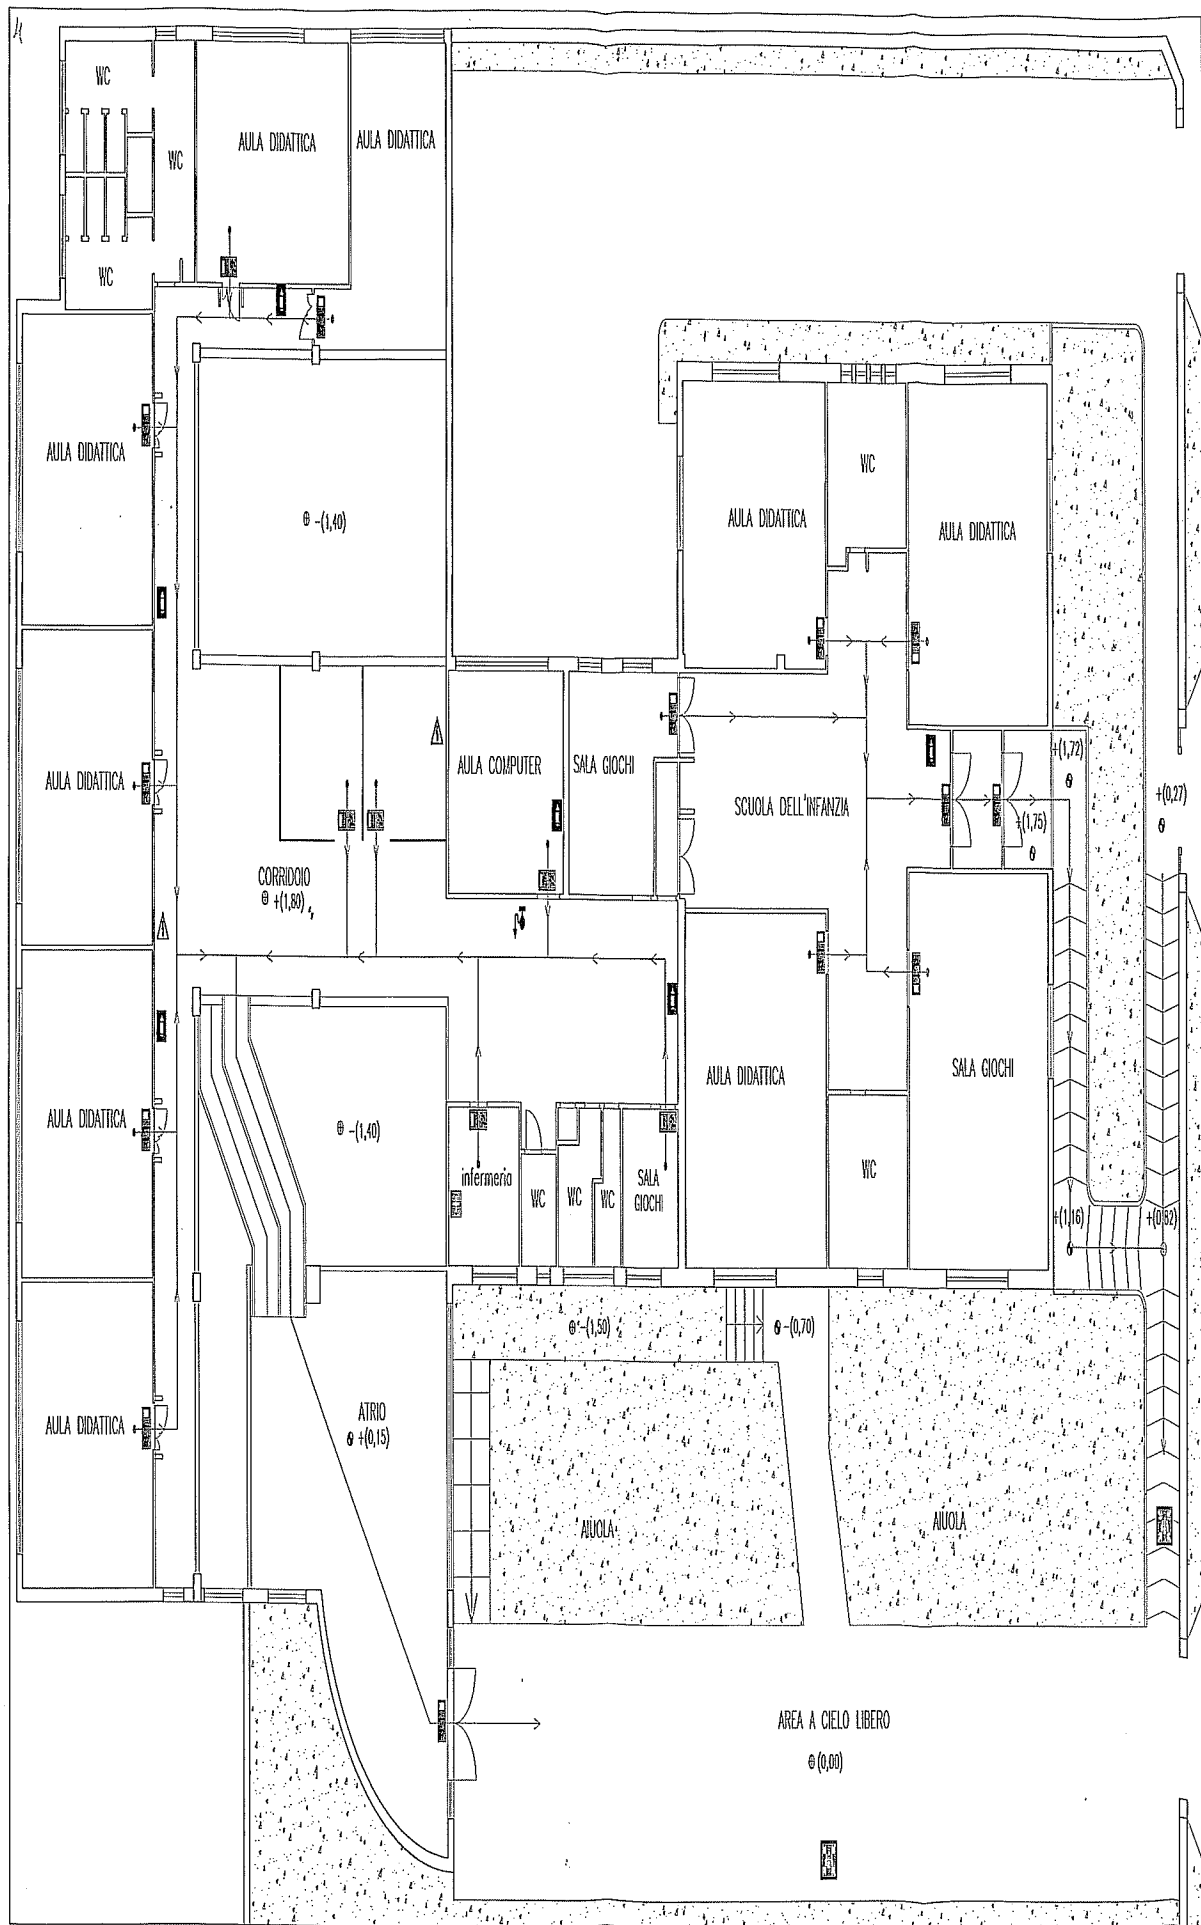 WC
WC
AULA DIDATTICA
AULA DIDATTICA
WC
AULA DIDATTICA
-(1,40)
AULA DIDATTICA
WC
AULA DIDATTICA
AULA DIDATTICA
AULA COMPUTER
SALA GIOCHI
SCUOLA DELL'INFANZIA
+(1,72)
+(1,75)
+(0,27)
CORRIDOIO
+(1,80)
AULA DIDATTICA
-(1,40)
infermeria
WC
WC
WC
SALA
GIOCHI
AULA DIDATTICA
WC
SALA GIOCHI
+(1,16)
+(0,82)
-(1,50)
-(0,70)
AULA DIDATTICA
ATRIO
+(0,15)
AIUOLA
AIUOLA
AREA A CIELO LIBERO
(0,00)